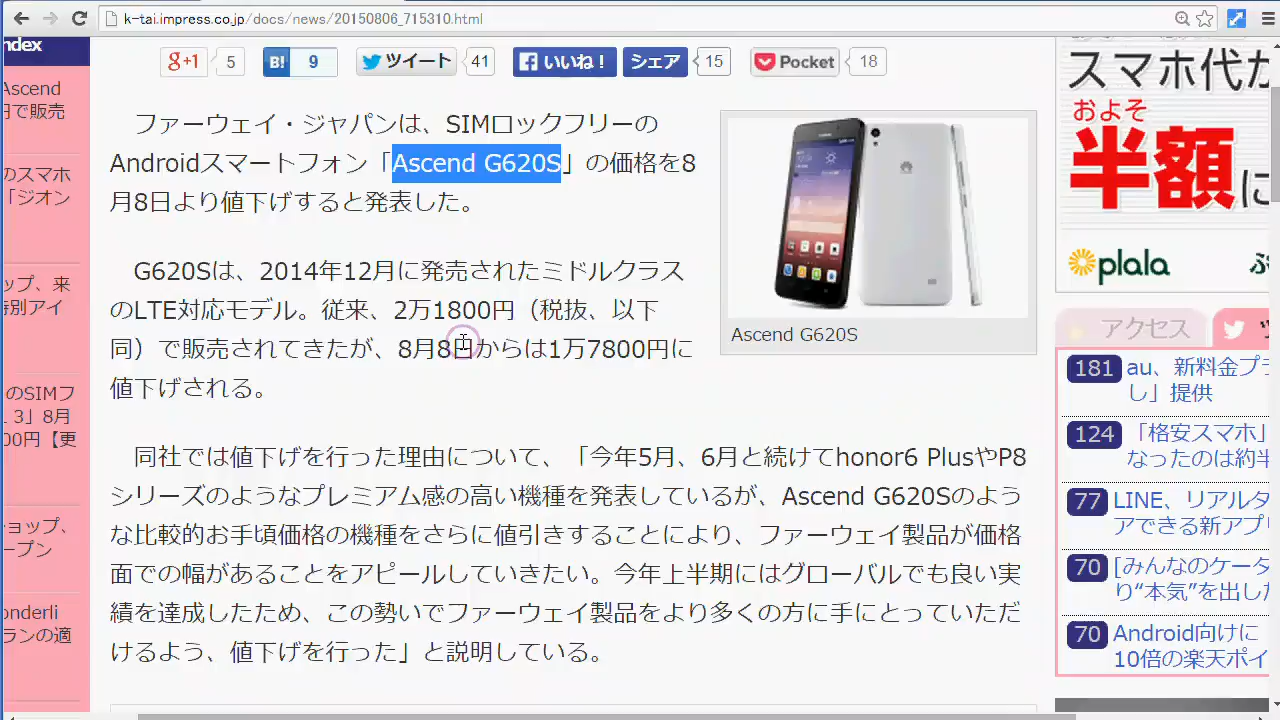 k-tai.impress.co.jp/docs/news/20150806_715310.html
ndex
Ascend
円で販売
のスマホ
「ジオン
ップ、来
特別アイ
のSIMフ
3」8月
00円【更
ョップ、
ープン
onderli
ランの適
g+1 5 B! 9 ツイート 41 いいね！ シェア 15 Pocket 18
ファーウェイ・ジャパンは、SIMロックフリーの
Androidスマートフォン「Ascend G620S」の価格を8
月8日より値下げすると発表した。
G620Sは、2014年12月に発売されたミドルクラス
のLTE対応モデル。従来、2万1800円（税抜、以下
同）で販売されてきたが、8月8日からは1万7800円に
値下げされる。
同社では値下げを行った理由について、「今年5月、6月と続けてhonor6 PlusやP8
シリーズのようなプレミアム感の高い機種を発表しているが、Ascend G620Sのよう
な比較的お手頃価格の機種をさらに値引きすることにより、ファーウェイ製品が価格
面での幅があることをアピールしていきたい。今年上半期にはグローバルでも良い実
績を達成したため、この勢いでファーウェイ製品をより多くの方に手にとっていただ
けるよう、値下げを行った」と説明している。
Ascend G620S
スマホ代か
およそ
半額に
plala ぷ
アクセス
181 au、新料金プラ
し」提供
124 「格安スマホ」
なったのは約半
77 LINE、リアルタ
アできる新アプリ
70 [みんなのケータ
り“本気”を出した
70 Android向けに
10倍の楽天ポイ